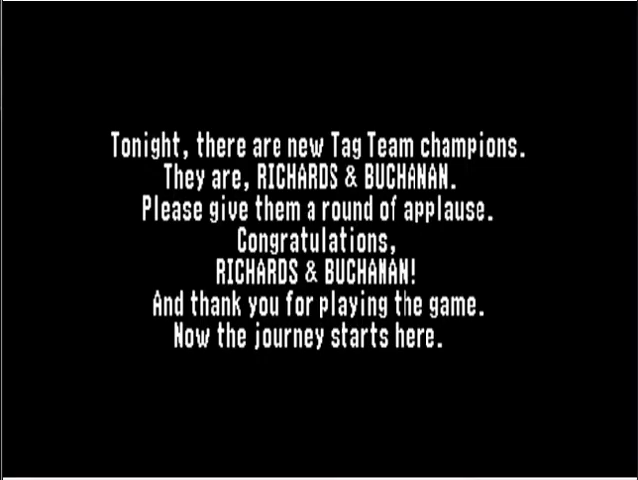 Tonight, there are new Tag Team champions.
They are, RICHARDS & BUCHANAN.
Please give them a round of applause.
Congratulations,
RICHARDS & BUCHANAN!
And thank you for playing the game.
Now the journey starts here.